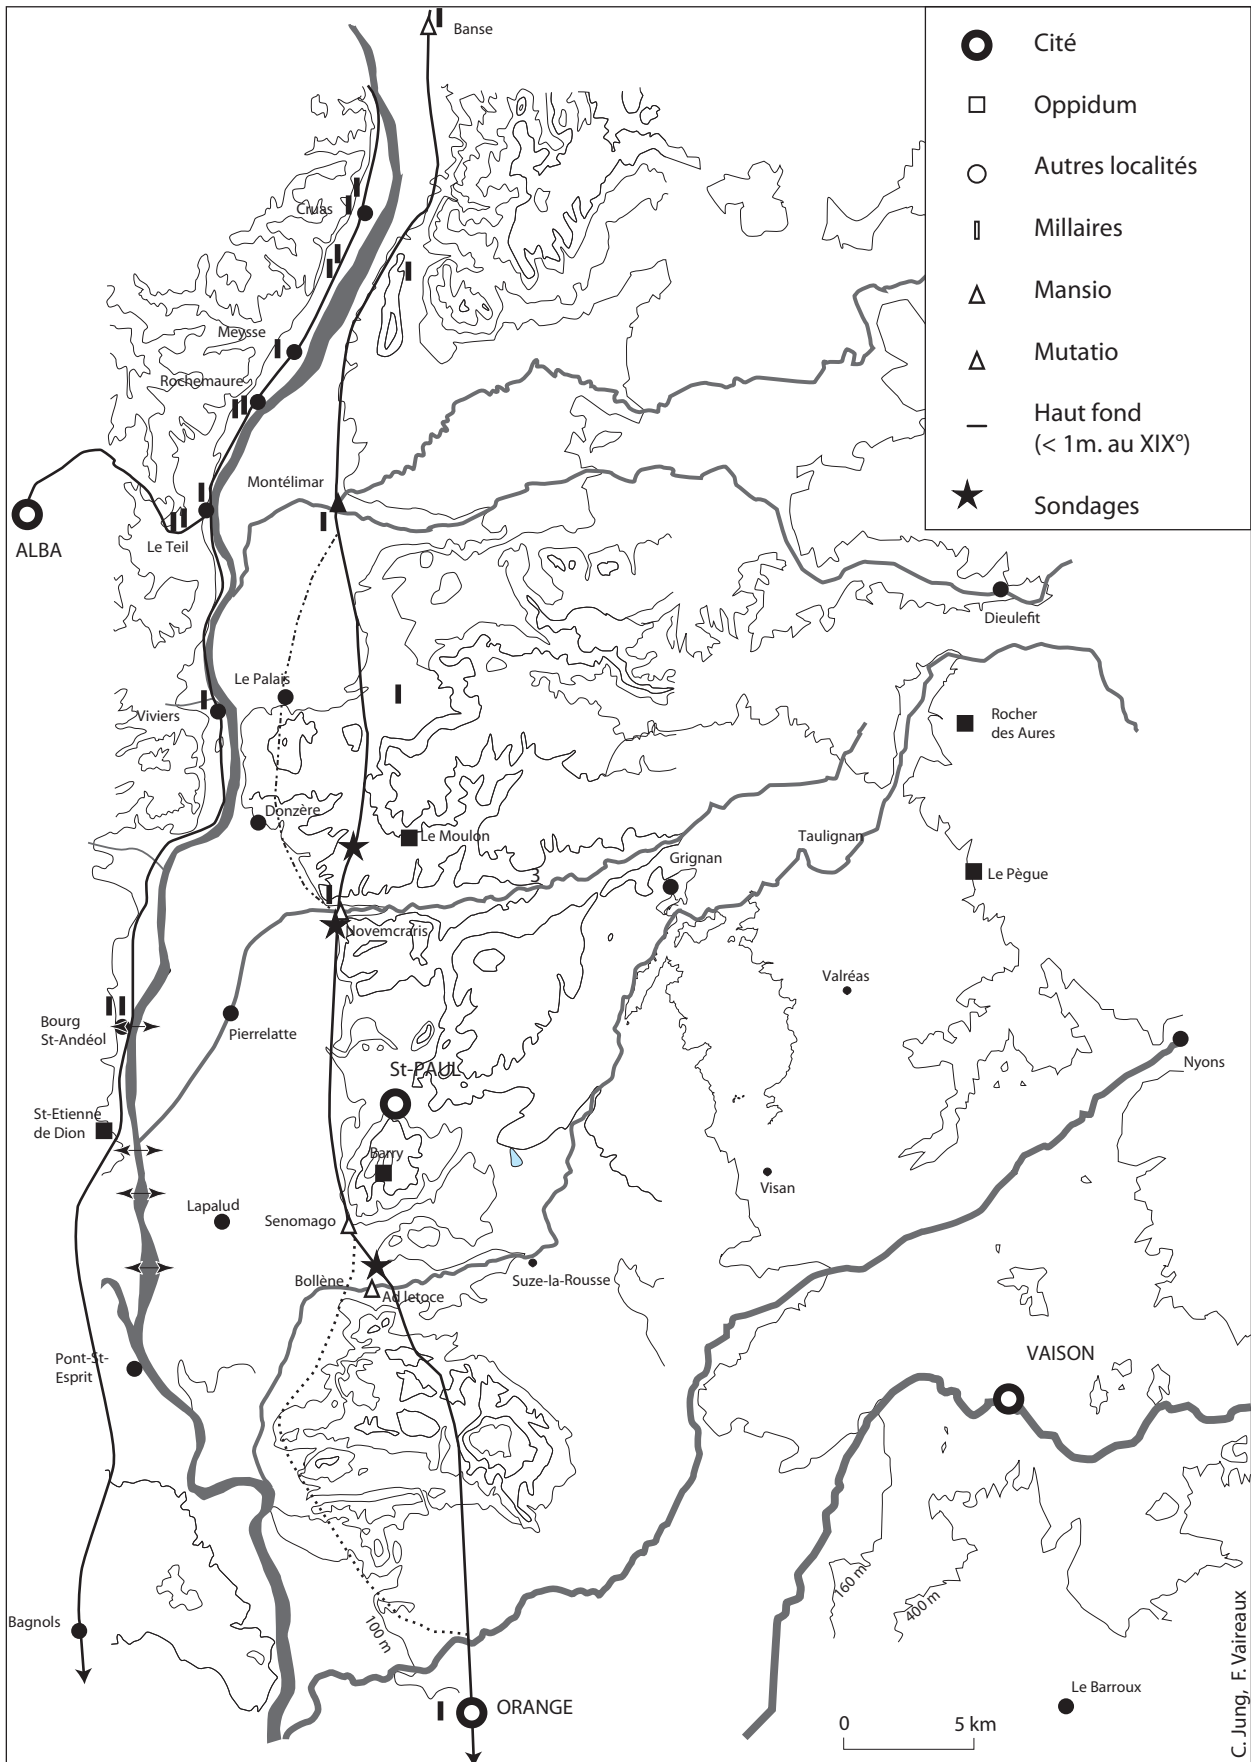 Banse
Cité
Oppidum
Autres localités
Millaires
Mansio
Mutatio
Haut fond
(< 1m. au XIX°)
Sondages
Cruas
Meysse
Rochemaure
Montélimar
ALBA
Le Teil
Dieulefit
Le Palais
Viviers
Rocher
des Aures
Donzère
Le Moulon
Taulignan
Grignan
Le Pègue
3
Novemcraris
Valréas
Bourg
St-Andéol
Pierrelatte
Nyons
St-PAUL
St-Etienne
de Dion
Barry
Visan
Lapalud
Senomago
Bollène
Suze-la-Rousse
Ad letoce
Pont-St-
Esprit
VAISON
160 m
400 m
100 m
Bagnols
Le Barroux
ORANGE
0
5 km
C. Jung, F. Vaireaux